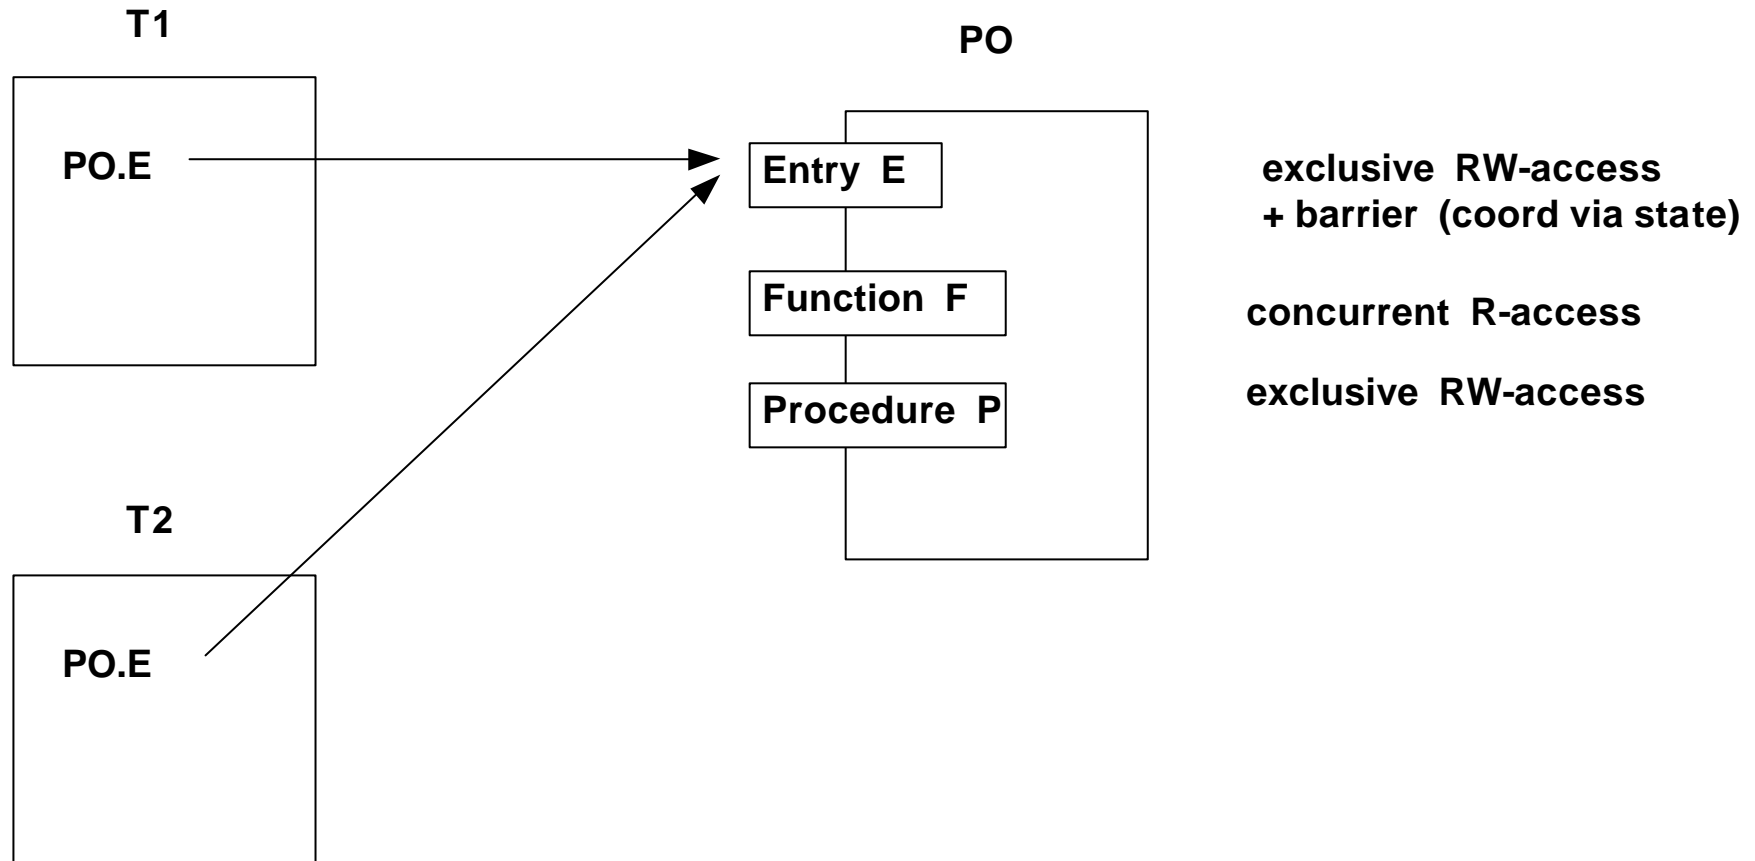 T1
PO
PO.E
Entry E
exclusive RW-access
+ barrier (coord via state)
Function F
concurrent R-access
Procedure P
exclusive RW-access
T2
PO.E